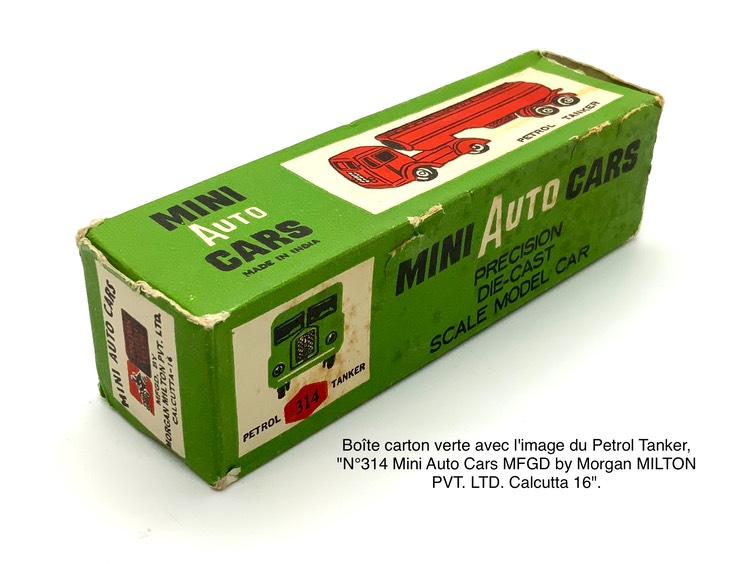 MINI
AUTO
CARS
MADE IN INDIA
PETROL TANKER
MINI AUTO CARS
PRECISION
DIE-CAST
SCALE MODEL CAR
PETROL 314 TANKER
MINI AUTO CARS
MFGD. BY
MORGAN MILTON PVT. LTD.
CALCUTTA-16
Boîte carton verte avec l'image du Petrol Tanker,
"N°314 Mini Auto Cars MFGD by Morgan MILTON
PVT. LTD. Calcutta 16".